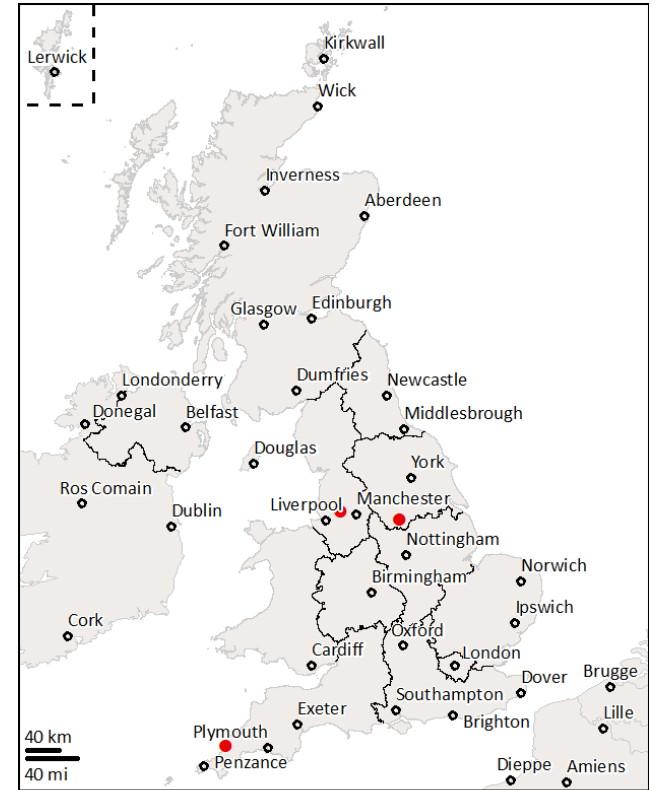 Lerwick
Kirkwall
Wick
Inverness
Aberdeen
Fort William
Glasgow
Edinburgh
Dumfries
Londonderry
Newcastle
Donegal
Belfast
Middlesbrough
Douglas
York
Ros Comain
Liverpool
Manchester
Dublin
Nottingham
Norwich
Birmingham
Ipswich
Cork
Oxford
Cardiff
London
Dover
Brugge
Southampton
Exeter
Brighton
Lille
Plymouth
40 km
Penzance
Dieppe
Amiens
40 mi